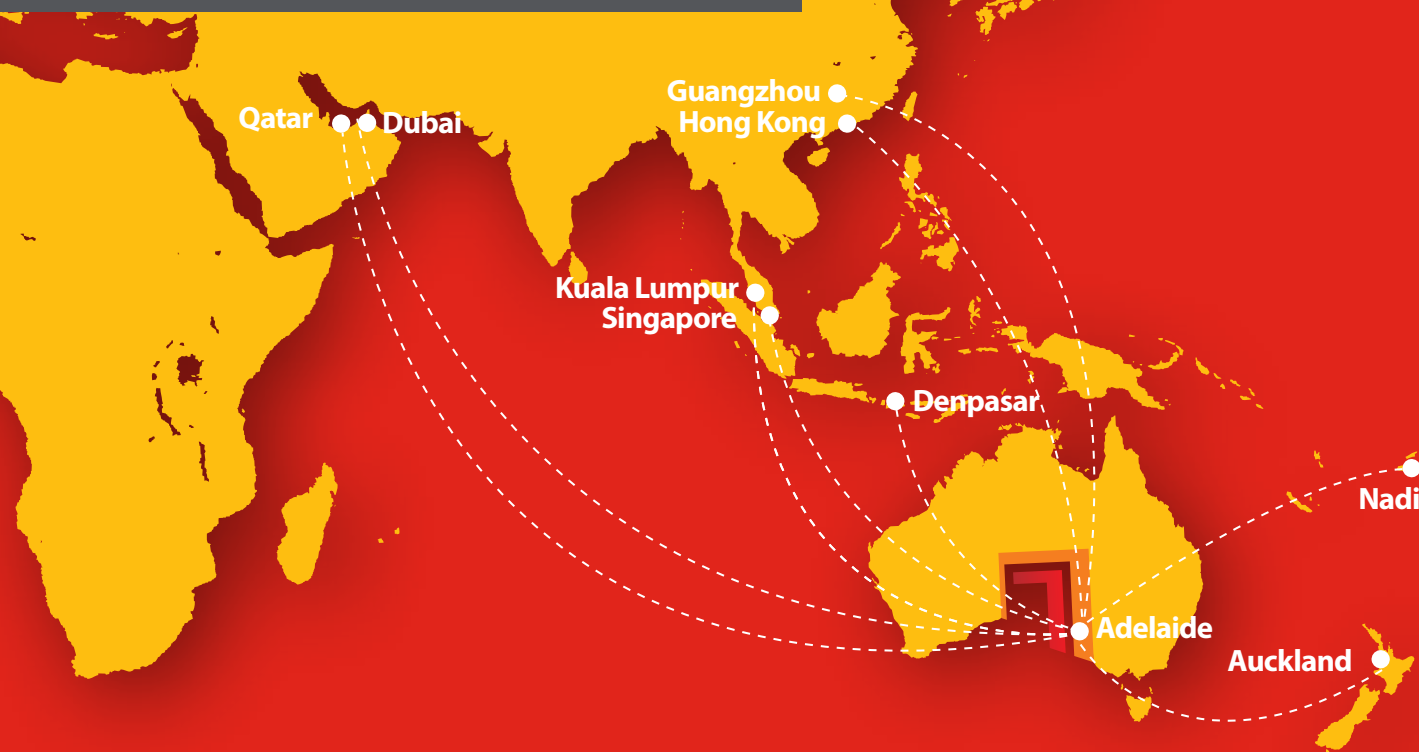 Guangzhou
Qatar
Dubai
Hong Kong
Kuala Lumpur
Singapore
Denpasar
Nadi
Adelaide
Auckland